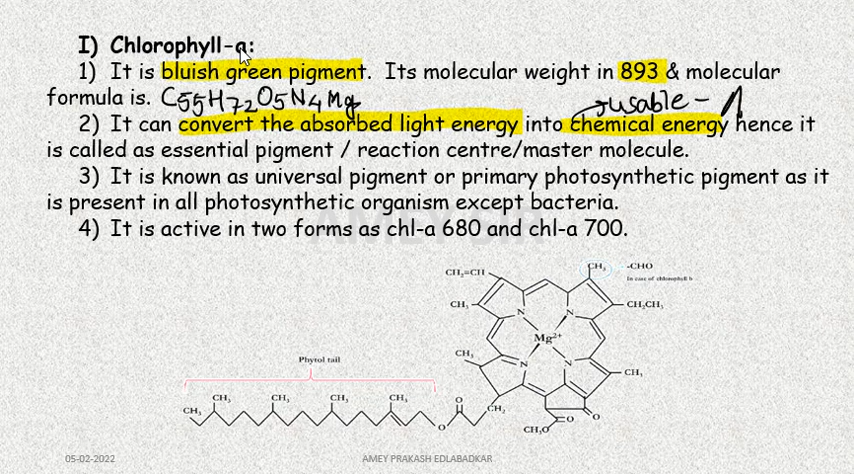 I) Chlorophyll-a:
1) It is bluish green pigment. Its molecular weight in 893 & molecular
formula is. C55H72O5N4Mg
rusable-
2) It can convert the absorbed light energy into chemical energy hence it
is called as essential pigment / reaction centre/master molecule.
3) It is known as universal pigment or primary photosynthetic pigment as it
is present in all photosynthetic organism except bacteria.
4) It is active in two forms as chl-a 680 and chl-a 700.
AMEY SIR
CH3 -CHO
In case of chlorophyll b
CH2=CH
CH3
CH2CH3
N N
Mg2+
CH3
N N
CH3
Phytol tail
CH3 CH3 CH3 CH3
CH3
O
O
CH2
CH3O
O
O
05-02-2022
AMEY PRAKASH EDLABADKAR